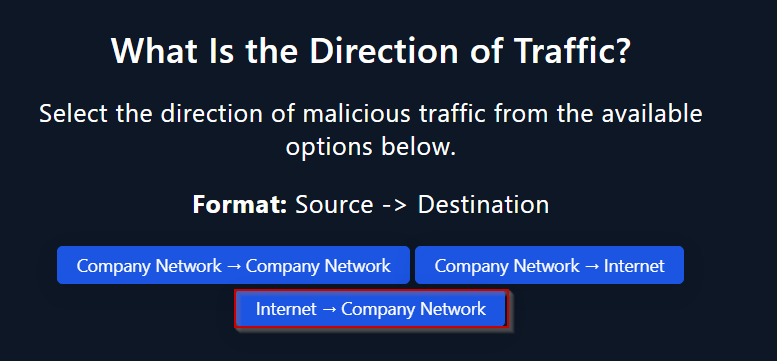 What Is the Direction of Traffic?
Select the direction of malicious traffic from the available
options below.
Format: Source -> Destination
Company Network → Company Network
Company Network → Internet
Internet → Company Network